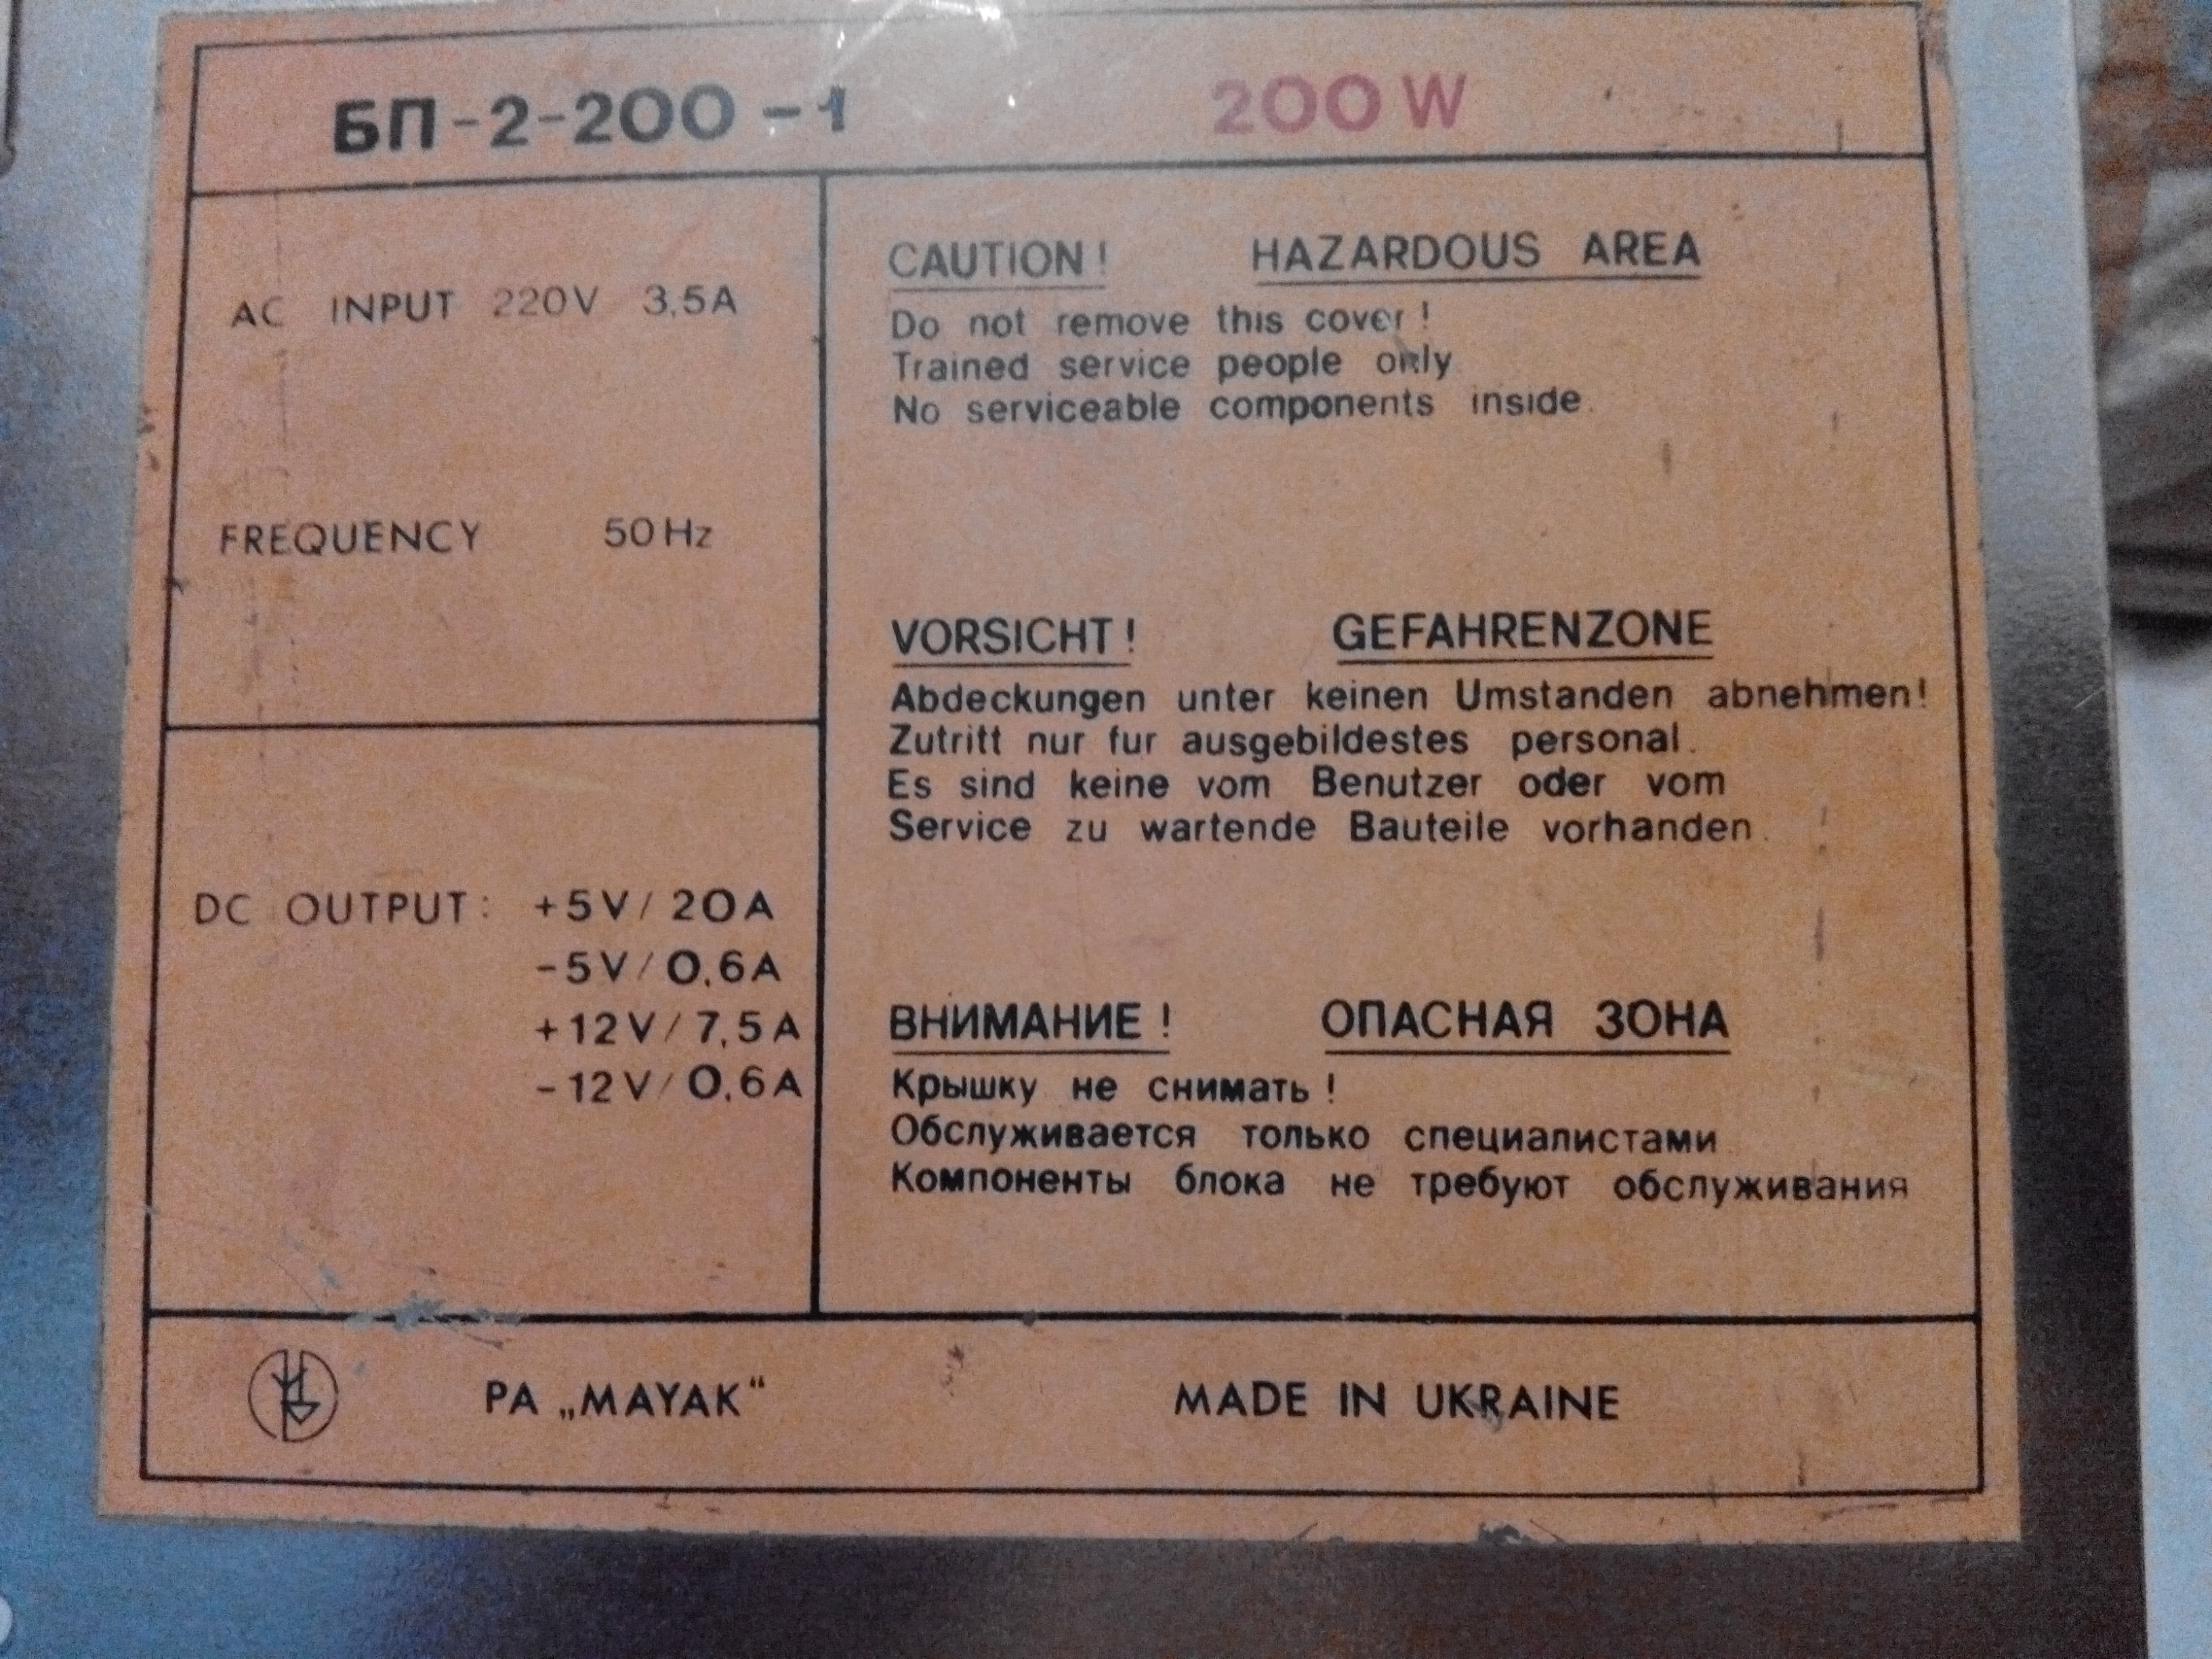 БП-2-200-1 200 W
AC INPUT 220V 3,5A
FREQUENCY 50 Hz
DC OUTPUT: +5V/20A
-5V/0,6A
+12V/7,5A
-12V/0,6A
CAUTION! HAZARDOUS AREA
Do not remove this cover!
Trained service people only
No serviceable components inside.
VORSICHT! GEFAHRENZONE
Abdeckungen unter keinen Umstanden abnehmen!
Zutritt nur fur ausgebildestes personal.
Es sind keine vom Benutzer oder vom
Service zu wartende Bauteile vorhanden.
ВНИМАНИЕ! ОПАСНАЯ ЗОНА
Крышку не снимать!
Обслуживается только специалистами
Компоненты блока не требуют обслуживания
PA „MAYAK“ MADE IN UKRAINE